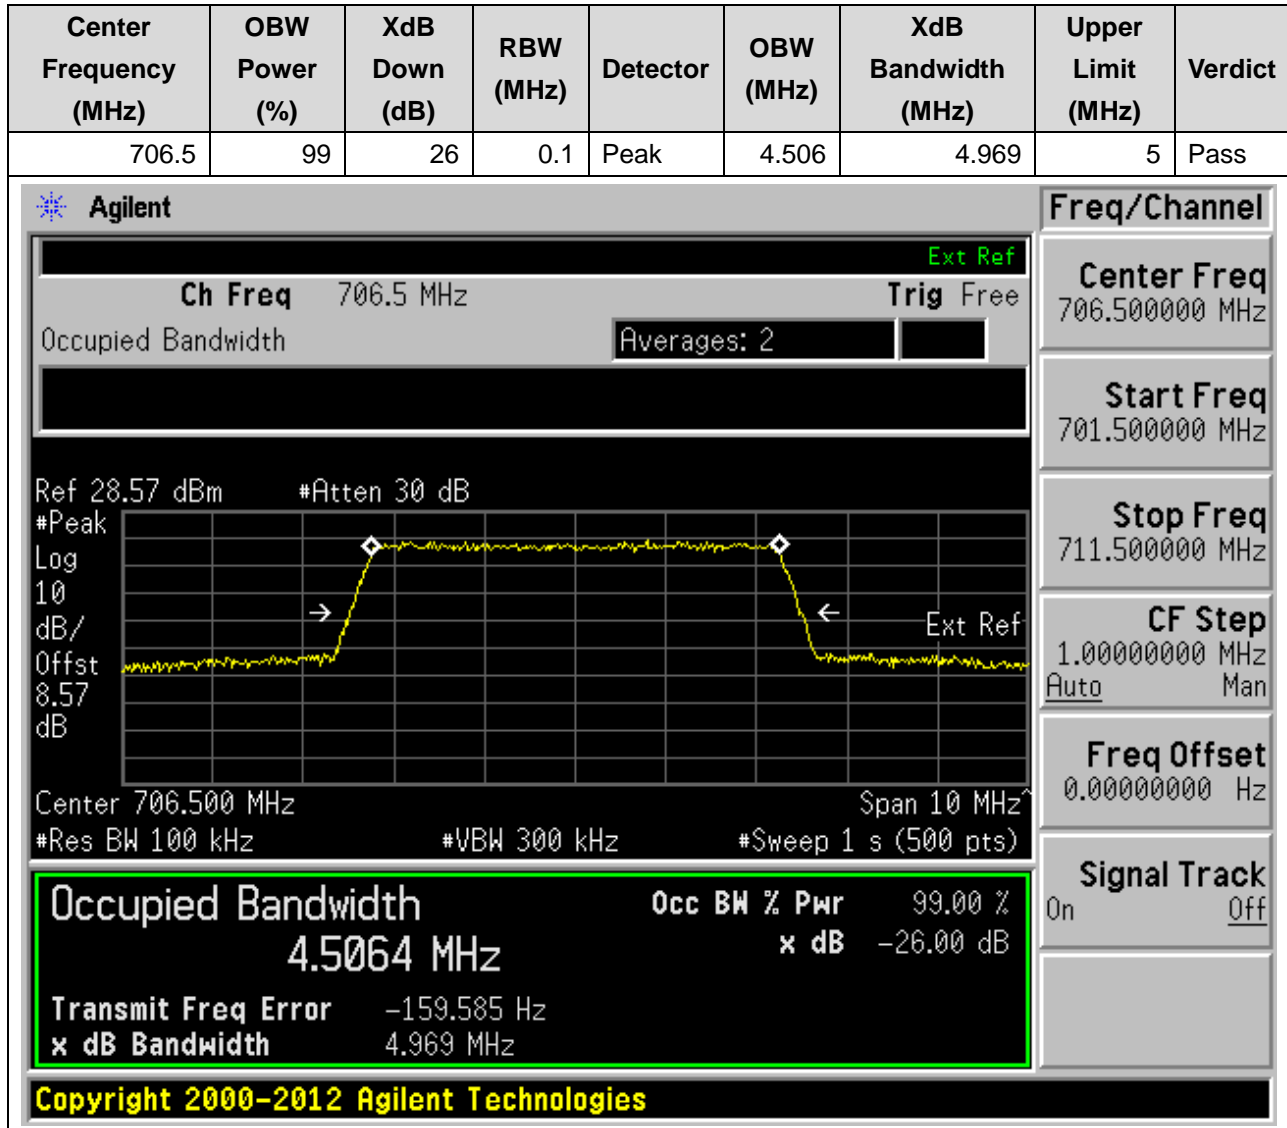 Center Frequency (MHz) OBW Power (%) XdB Down (dB) RBW (MHz) Detector OBW (MHz) XdB Bandwidth (MHz) Upper Limit (MHz) Verdict
706.5 99 26 0.1 Peak 4.506 4.969 5 Pass
Agilent
Freq/Channel
Ext Ref
Ch Freq 706.5 MHz Trig Free
Occupied Bandwidth Averages: 2
Center Freq
706.500000 MHz
Start Freq
701.500000 MHz
Stop Freq
711.500000 MHz
CF Step
1.00000000 MHz
Auto Man
Freq Offset
0.00000000 Hz
Signal Track
On Off
Ref 28.57 dBm #Atten 30 dB
#Peak
Log
10
dB/
Offst
8.57
dB
Ext Ref
Center 706.500 MHz Span 10 MHz^
#Res BW 100 kHz #VBW 300 kHz #Sweep 1 s (500 pts)
Occupied Bandwidth Occ BW % Pwr 99.00 %
4.5064 MHz x dB -26.00 dB
Transmit Freq Error -159.585 Hz
x dB Bandwidth 4.969 MHz
Copyright 2000-2012 Agilent Technologies